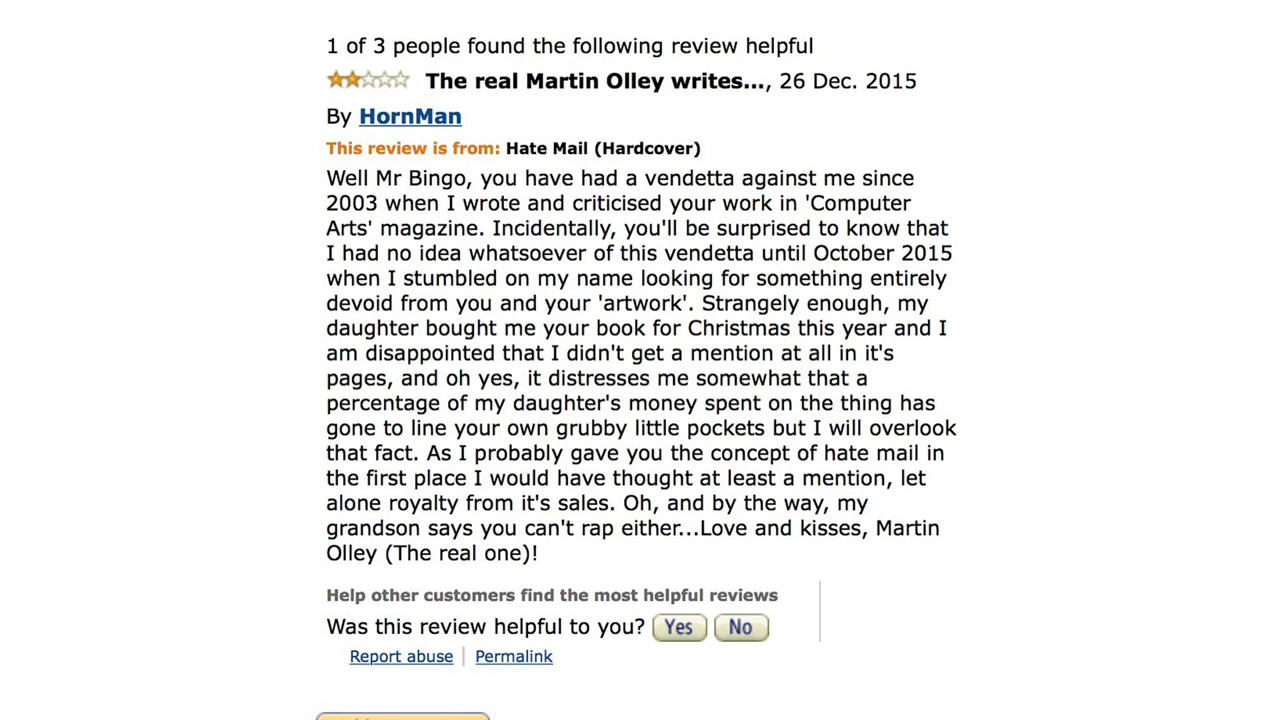 1 of 3 people found the following review helpful
The real Martin Olley writes..., 26 Dec. 2015
By HornMan
This review is from: Hate Mail (Hardcover)
Well Mr Bingo, you have had a vendetta against me since
2003 when I wrote and criticised your work in 'Computer
Arts' magazine. Incidentally, you'll be surprised to know that
I had no idea whatsoever of this vendetta until October 2015
when I stumbled on my name looking for something entirely
devoid from you and your 'artwork'. Strangely enough, my
daughter bought me your book for Christmas this year and I
am disappointed that I didn't get a mention at all in it's
pages, and oh yes, it distresses me somewhat that a
percentage of my daughter's money spent on the thing has
gone to line your own grubby little pockets but I will overlook
that fact. As I probably gave you the concept of hate mail in
the first place I would have thought at least a mention, let
alone royalty from it's sales. Oh, and by the way, my
grandson says you can't rap either...Love and kisses, Martin
Olley (The real one)!
Help other customers find the most helpful reviews
Was this review helpful to you? Yes No
Report abuse | Permalink